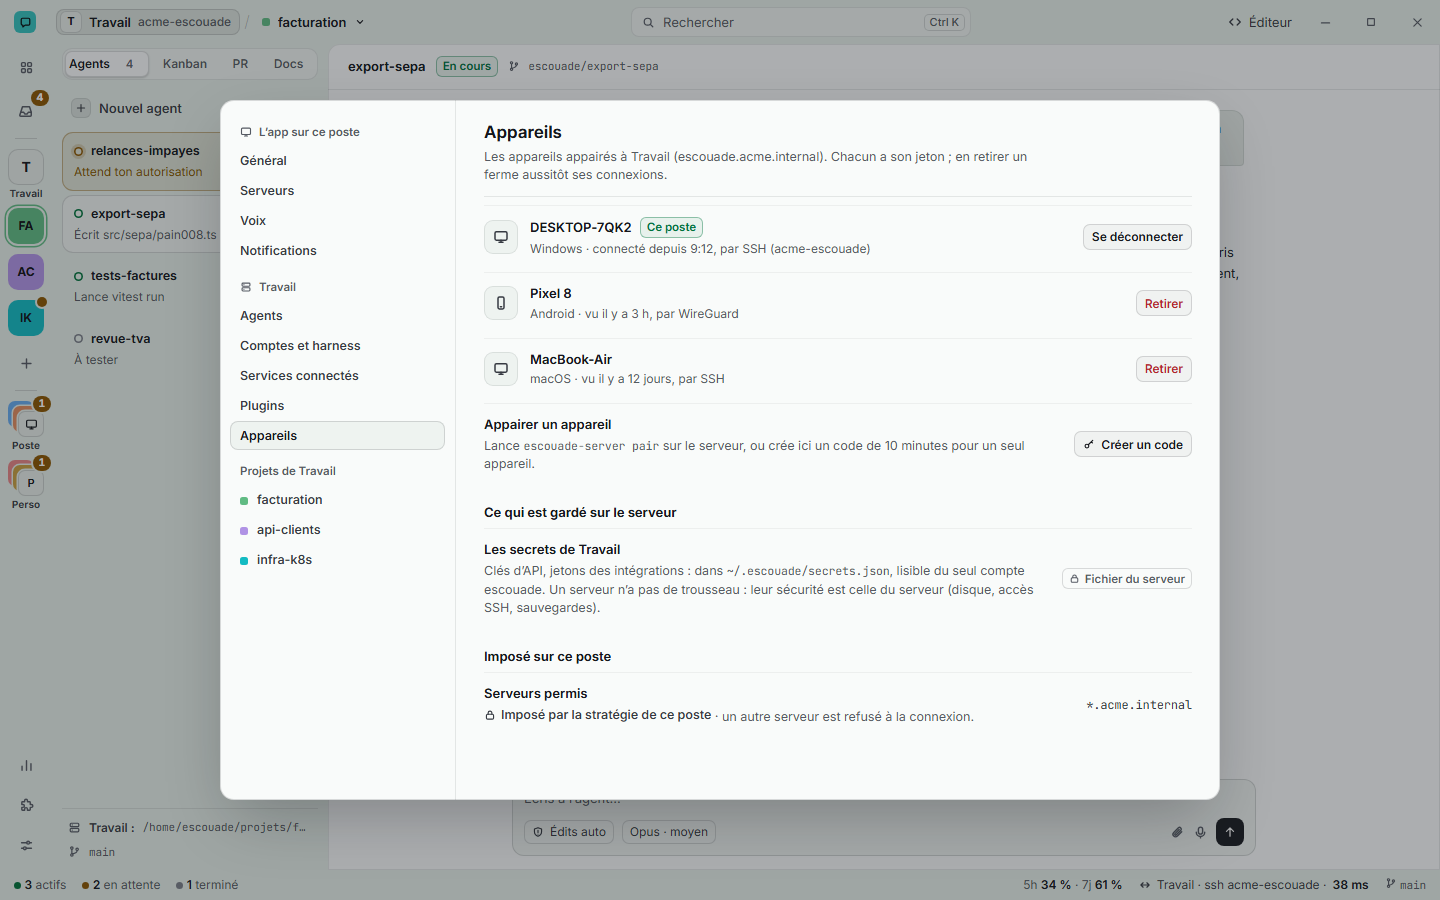 T Travail acme-escouade / facturation
Rechercher Ctrl K
Éditeur
Agents 4 Kanban PR Docs
export-sepa En cours escouade/export-sepa
4
Nouvel agent
relances-impayes
Attend ton autorisation
T
Travail
export-sepa
Écrit src/sepa/pain008.ts
FA
AC
tests-factures
Lance vitest run
IK
revue-tva
À tester
1
Poste
1
P
Perso
L'app sur ce poste
Général
Serveurs
Voix
Notifications
Travail
Agents
Comptes et harness
Services connectés
Plugins
Appareils
Projets de Travail
facturation
api-clients
infra-k8s
Appareils
Les appareils appairés à Travail (escouade.acme.internal). Chacun a son jeton ; en retirer un
ferme aussitôt ses connexions.
DESKTOP-7QK2 Ce poste
Windows · connecté depuis 9:12, par SSH (acme-escouade)
Se déconnecter
Pixel 8
Android · vu il y a 3 h, par WireGuard
Retirer
MacBook-Air
macOS · vu il y a 12 jours, par SSH
Retirer
Appairer un appareil
Lance escouade-server pair sur le serveur, ou crée ici un code de 10 minutes pour un seul
appareil.
Créer un code
Ce qui est gardé sur le serveur
Les secrets de Travail
Clés d'API, jetons des intégrations : dans ~/.escouade/secrets.json, lisible du seul compte
escouade. Un serveur n'a pas de trousseau : leur sécurité est celle du serveur (disque, accès
SSH, sauvegardes).
Fichier du serveur
Imposé sur ce poste
Serveurs permis
Imposé par la stratégie de ce poste · un autre serveur est refusé à la connexion.
*.acme.internal
Travail : /home/escouade/projets/f…
main
Édits auto Opus · moyen
3 actifs 2 en attente 1 terminé
5h 34 % · 7j 61 % Travail · ssh acme-escouade · 38 ms main